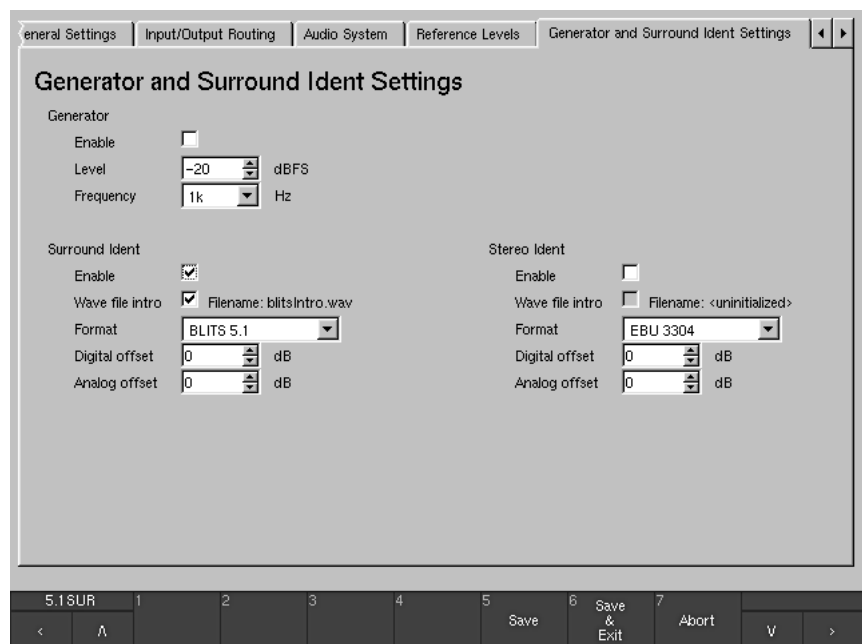 eneral Settings Input/Output Routing Audio System Reference Levels Generator and Surround Ident Settings
Generator and Surround Ident Settings
Generator
Enable
Level -20 dBFS
Frequency 1k Hz
Surround Ident
Enable
Wave file intro Filename: blitsIntro.wav
Format BLITS 5.1
Digital offset 0 dB
Analog offset 0 dB
Stereo Ident
Enable
Wave file intro Filename: <uninitialized>
Format EBU 3304
Digital offset 0 dB
Analog offset 0 dB
5.1SUR 1 2 3 4 5 Save 6 Save & Exit 7 Abort
< Λ V >